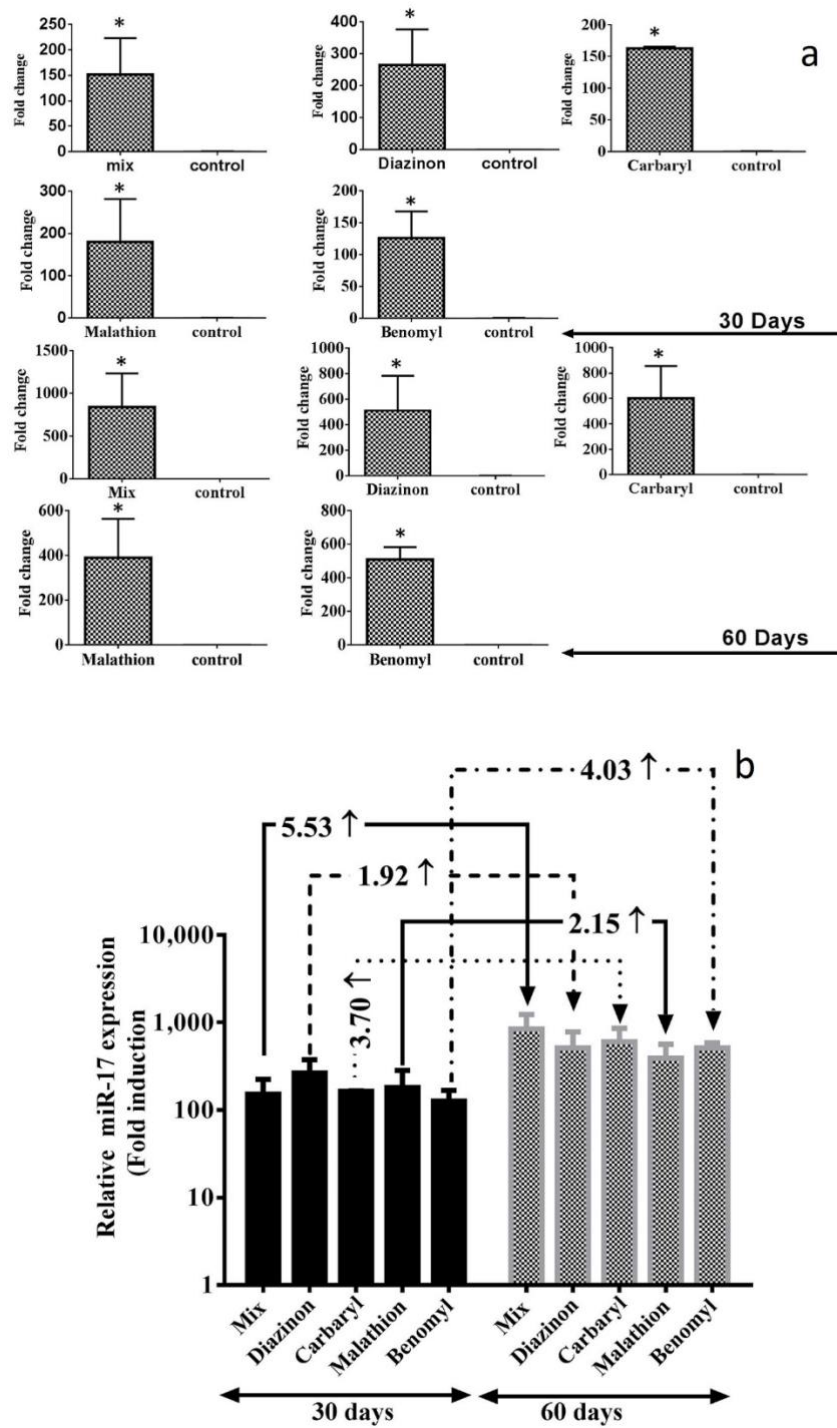 a
Fold change
250
200
150
100
50
0
*
mix control
Fold change
400
300
200
100
0
*
Diazinon control
Fold change
200
150
100
50
0
*
Carbaryl control
Fold change
300
200
100
0
*
Malathion control
Fold change
200
150
100
50
0
*
Benomyl control
30 Days
Fold change
1500
1000
500
0
*
Mix control
Fold change
1000
800
600
400
200
0
*
Diazinon control
Fold change
1000
800
600
400
200
0
*
Carbaryl control
Fold change
600
400
200
0
*
Malathion control
Fold change
800
600
400
200
0
*
Benomyl control
60 Days
b
4.03 ↑
5.53 ↑
1.92 ↑
2.15 ↑
3.70 ↑
Relative miR-17 expression
(Fold induction
10,000
1,000
100
10
1
Mix
Diazinon
Carbaryl
Malathion
Benomyl
Mix
Diazinon
Carbaryl
Malathion
Benomyl
30 days
60 days